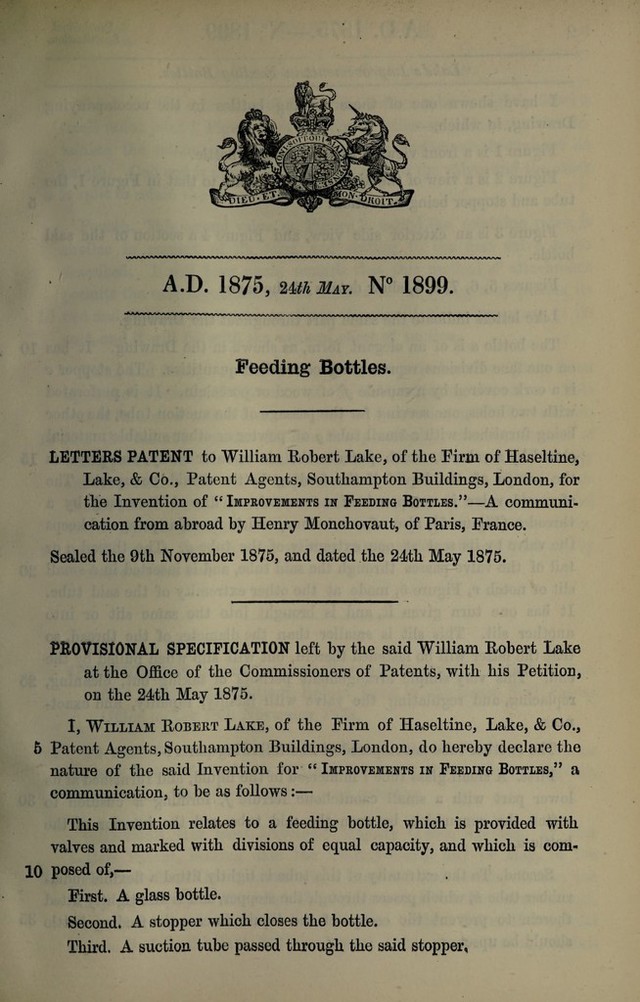 DIEU·ET· MON·DROIT.
A.D. 1875, 24th MAY. Nº 1899.
Feeding Bottles.
LETTERS PATENT to William Robert Lake, of the Firm of Haseltine,
Lake, & Co., Patent Agents, Southampton Buildings, London, for
the Invention of “IMPROVEMENTS IN FEEDING BOTTLES.”—A communi-
cation from abroad by Henry Monchovaut, of Paris, France.
Sealed the 9th November 1875, and dated the 24th May 1875.
PROVISIONAL SPECIFICATION left by the said William Robert Lake
at the Office of the Commissioners of Patents, with his Petition,
on the 24th May 1875.
I, WILLIAM ROBERT LAKE, of the Firm of Haseltine, Lake, & Co.,
5 Patent Agents, Southampton Buildings, London, do hereby declare the
nature of the said Invention for “IMPROVEMENTS IN FEEDING BOTTLES,” a
communication, to be as follows:—
This Invention relates to a feeding bottle, which is provided with
valves and marked with divisions of equal capacity, and which is com-
10 posed of,—
First. A glass bottle.
Second. A stopper which closes the bottle.
Third. A suction tube passed through the said stopper,